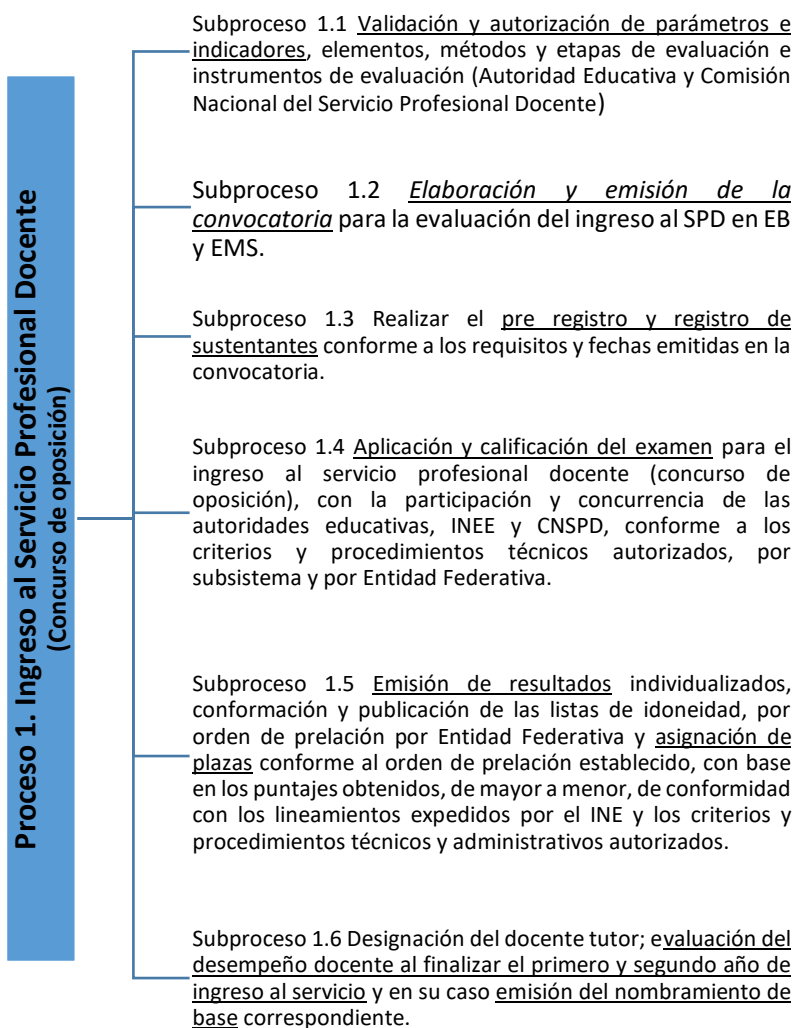 Proceso 1. Ingreso al Servicio Profesional Docente
(Concurso de oposición)
Subproceso 1.1 Validación y autorización de parámetros e
indicadores, elementos, métodos y etapas de evaluación e
instrumentos de evaluación (Autoridad Educativa y Comisión
Nacional del Servicio Profesional Docente)
Subproceso 1.2 Elaboración y emisión de la
convocatoria para la evaluación del ingreso al SPD en EB
y EMS.
Subproceso 1.3 Realizar el pre registro y registro de
sustentantes conforme a los requisitos y fechas emitidas en la
convocatoria.
Subproceso 1.4 Aplicación y calificación del examen para el
ingreso al servicio profesional docente (concurso de
oposición), con la participación y concurrencia de las
autoridades educativas, INEE y CNSPD, conforme a los
criterios y procedimientos técnicos autorizados, por
subsistema y por Entidad Federativa.
Subproceso 1.5 Emisión de resultados individualizados,
conformación y publicación de las listas de idoneidad, por
orden de prelación por Entidad Federativa y asignación de
plazas conforme al orden de prelación establecido, con base
en los puntajes obtenidos, de mayor a menor, de conformidad
con los lineamientos expedidos por el INE y los criterios y
procedimientos técnicos y administrativos autorizados.
Subproceso 1.6 Designación del docente tutor; evaluación del
desempeño docente al finalizar el primero y segundo año de
ingreso al servicio y en su caso emisión del nombramiento de
base correspondiente.